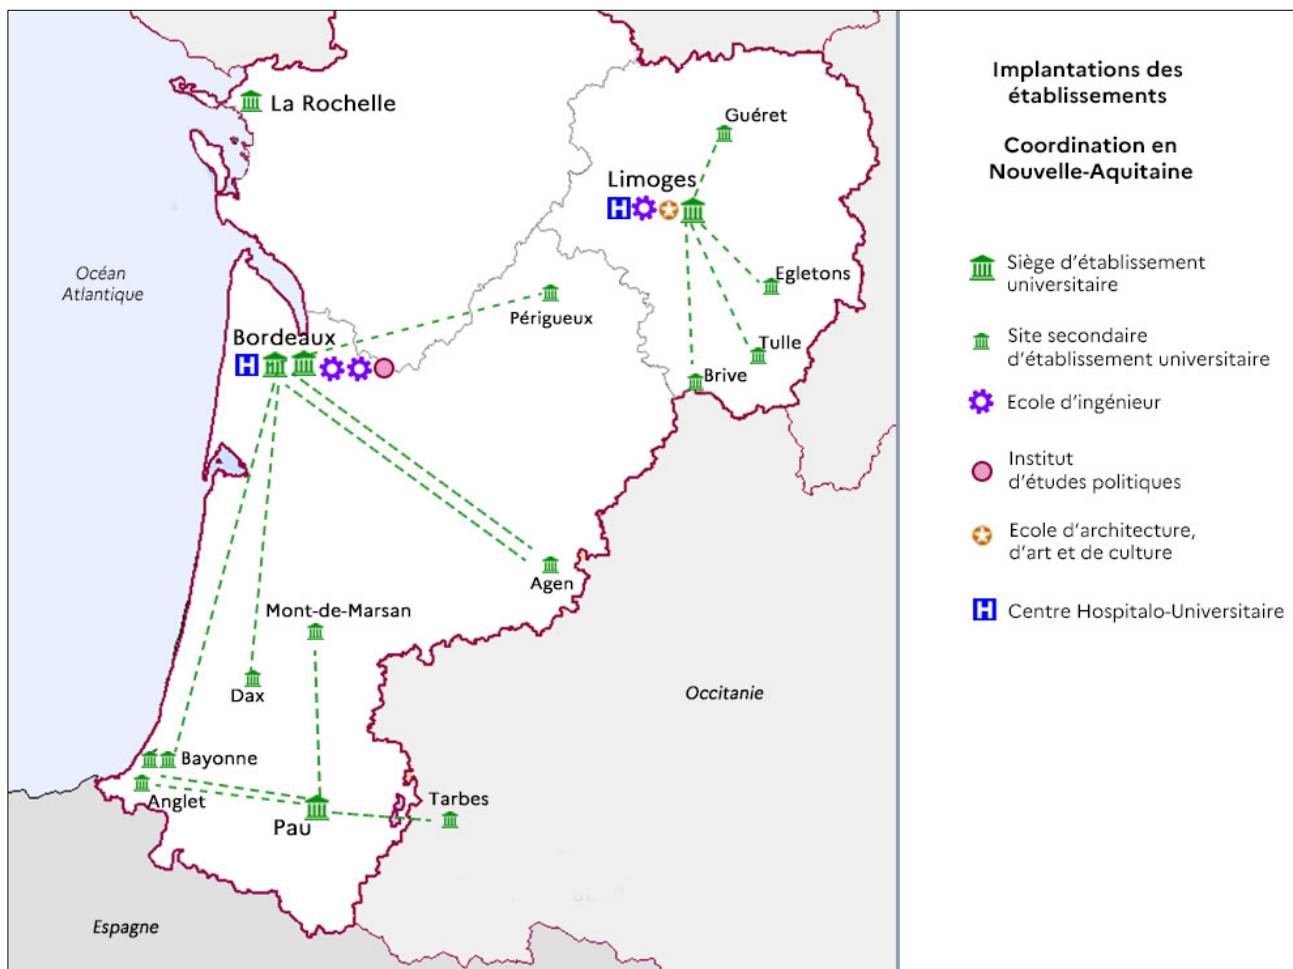 La Rochelle
Guéret
Limoges
Océan
Atlantique
Egletons
Périgueux
Bordeaux
Tulle
Brive
Agen
Mont-de-Marsan
Dax
Occitanie
Bayonne
Anglet
Tarbes
Pau
Espagne
Implantations des
établissements
Coordination en
Nouvelle-Aquitaine
Siège d'établissement
universitaire
Site secondaire
d'établissement universitaire
Ecole d'ingénieur
Institut
d'études politiques
Ecole d'architecture,
d'art et de culture
H Centre Hospitalo-Universitaire